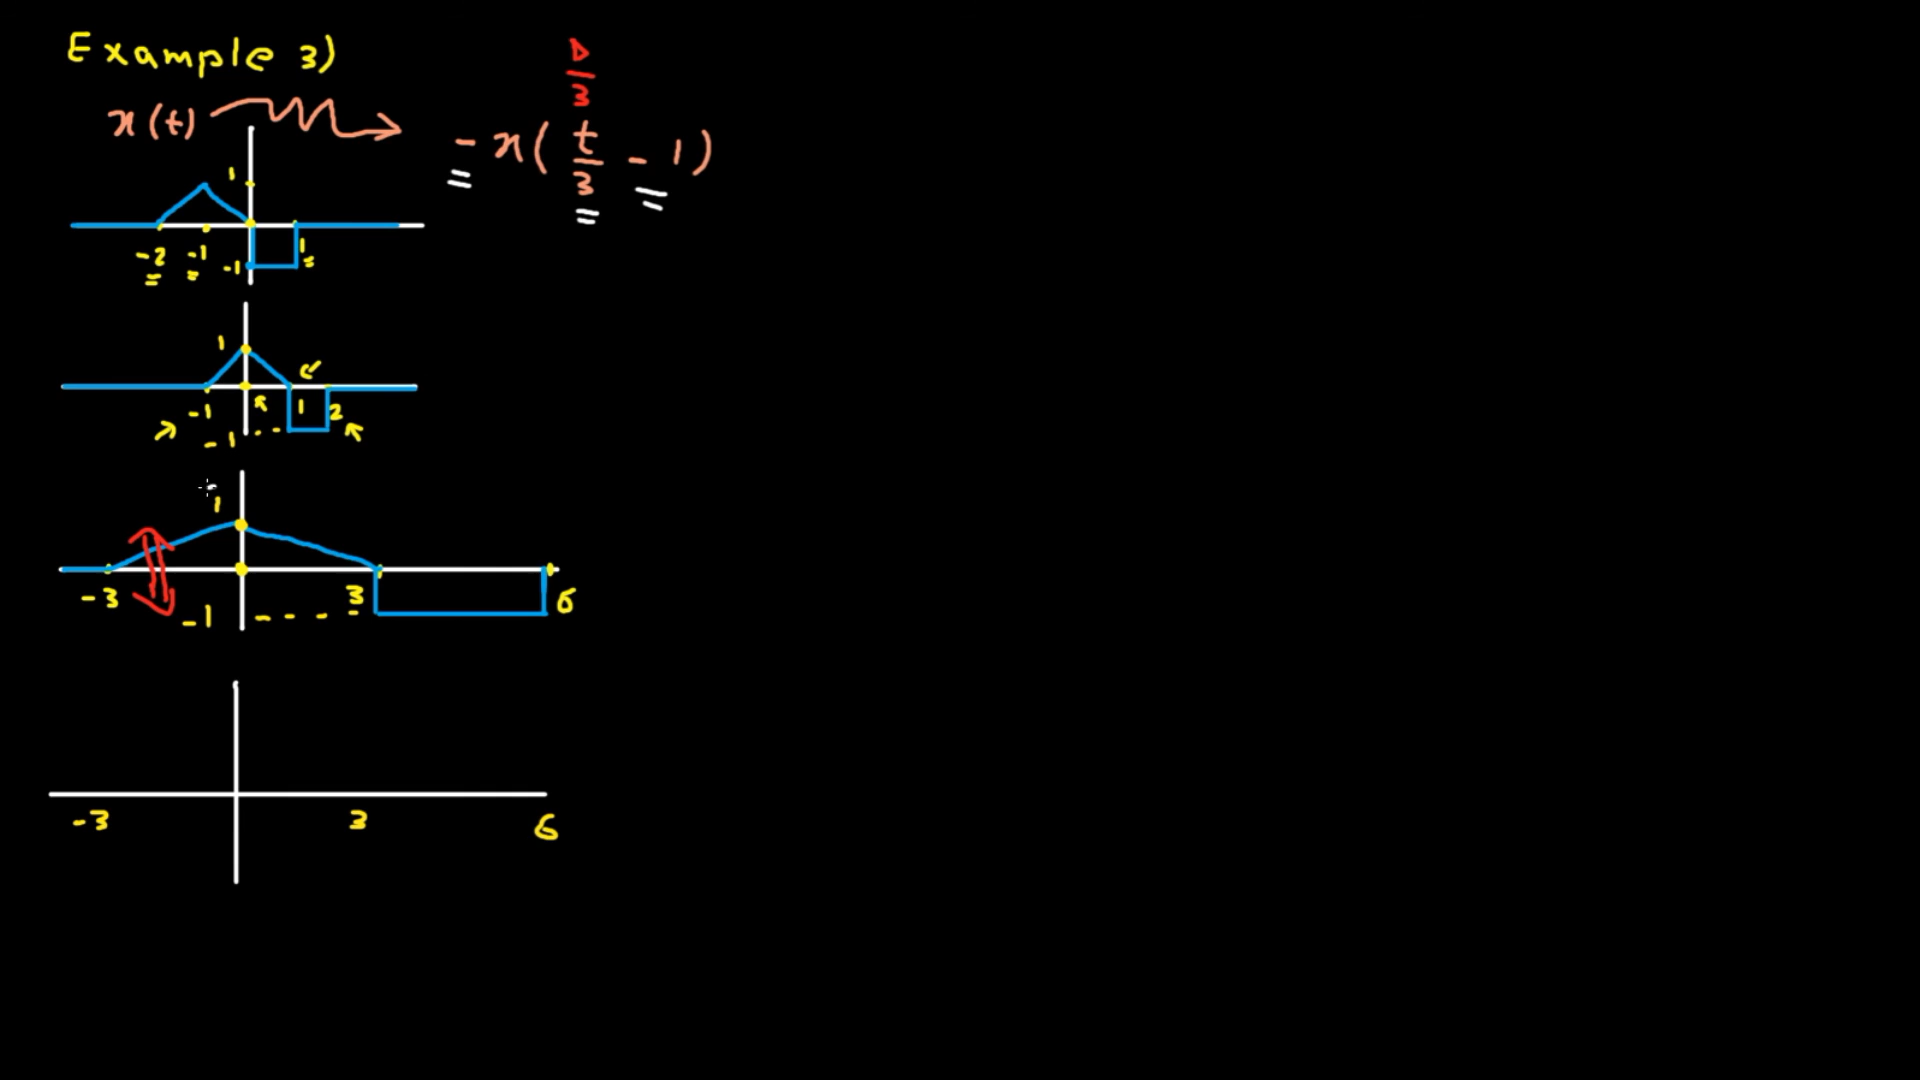 Example 3)
x(t) → - x( t/3 - 1)
Δ/3
1
-2 -1 -1 1
1
-1 1 2
-1
1
-3 3 6
-1
-3 3 6